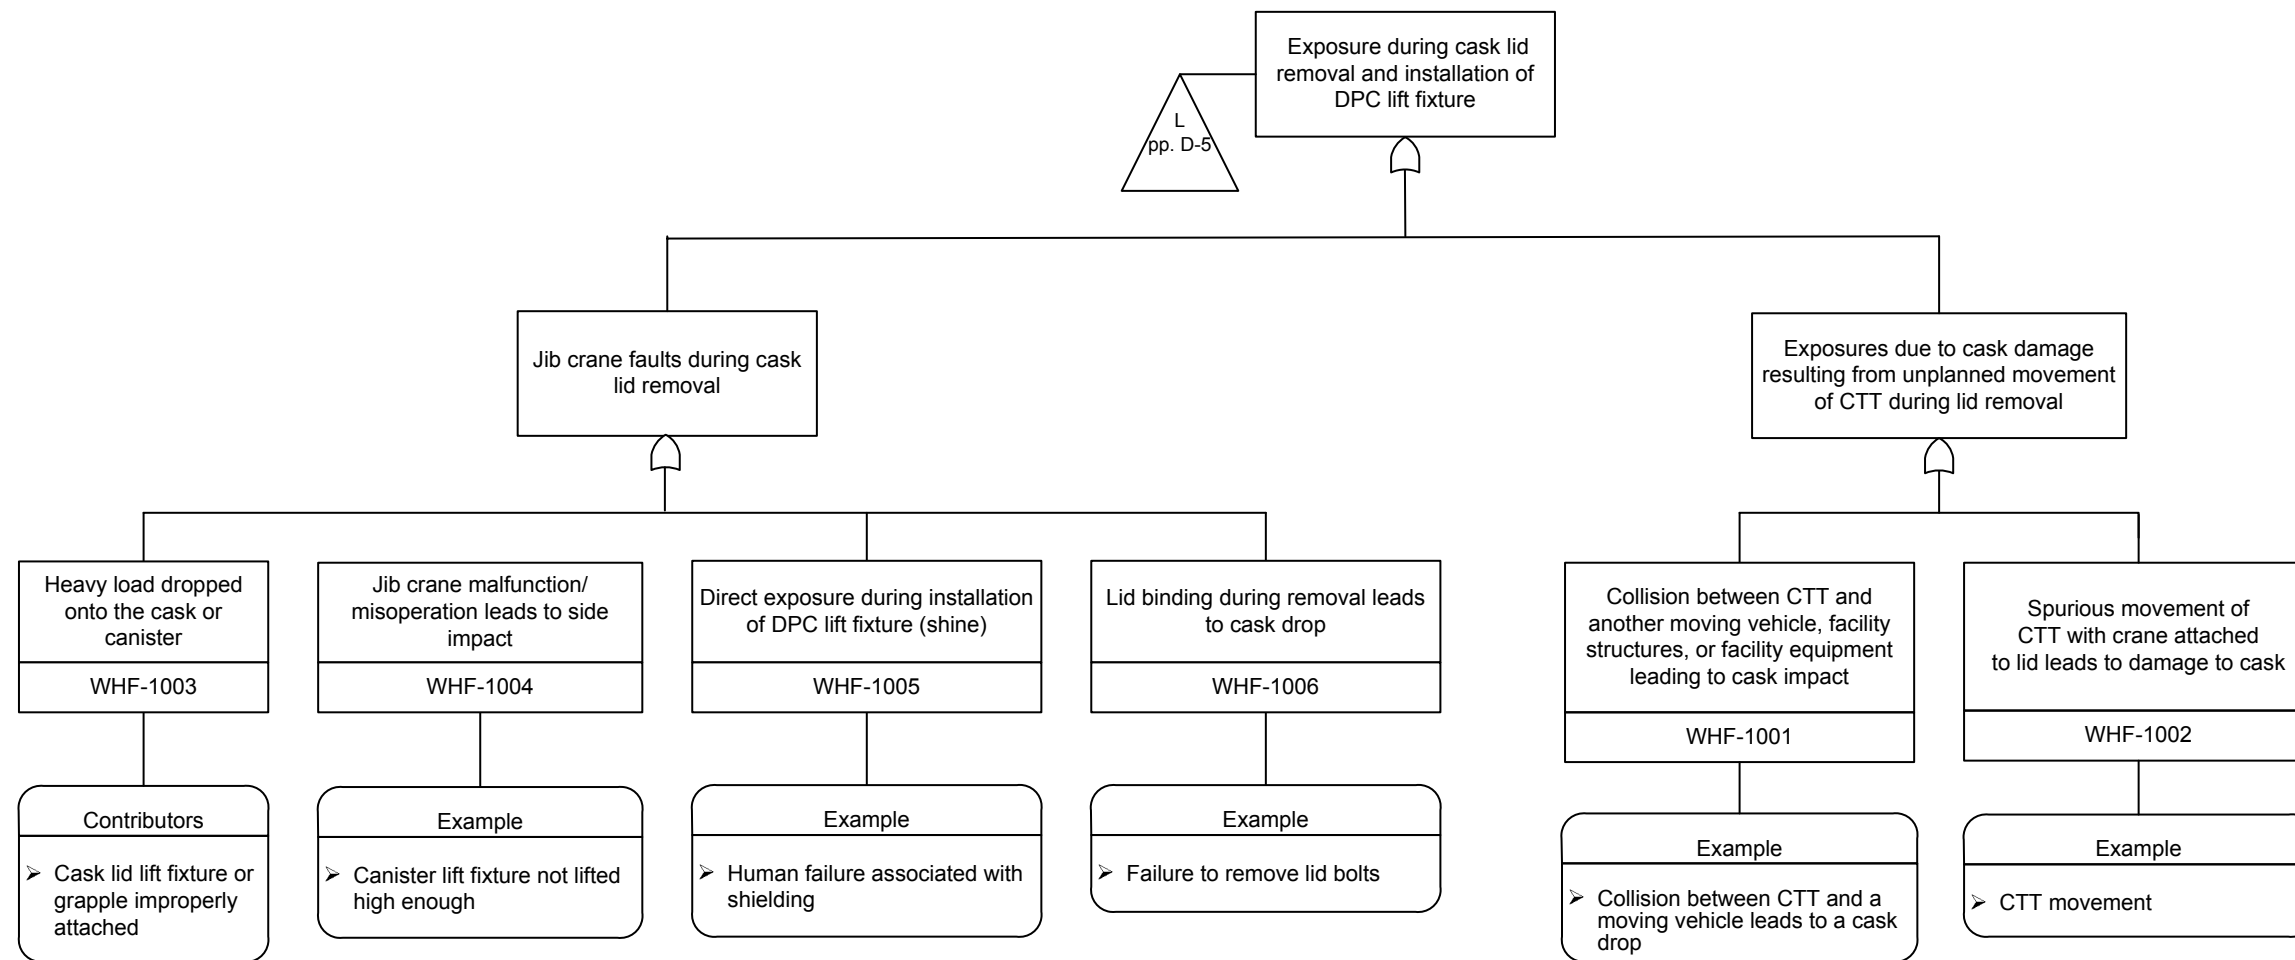 Exposure during cask lid
removal and installation of
DPC lift fixture
L
pp. D-5
Jib crane faults during cask
lid removal
Exposures due to cask damage
resulting from unplanned movement
of CTT during lid removal
Heavy load dropped
onto the cask or
canister
WHF-1003
Jib crane malfunction/
misoperation leads to side
impact
WHF-1004
Direct exposure during installation
of DPC lift fixture (shine)
WHF-1005
Lid binding during removal leads
to cask drop
WHF-1006
Collision between CTT and
another moving vehicle, facility
structures, or facility equipment
leading to cask impact
WHF-1001
Spurious movement of
CTT with crane attached
to lid leads to damage to cask
WHF-1002
Contributors
➢ Cask lid lift fixture or
grapple improperly
attached
Example
➢ Canister lift fixture not lifted
high enough
Example
➢ Human failure associated with
shielding
Example
➢ Failure to remove lid bolts
Example
➢ Collision between CTT and a
moving vehicle leads to a cask
drop
Example
➢ CTT movement